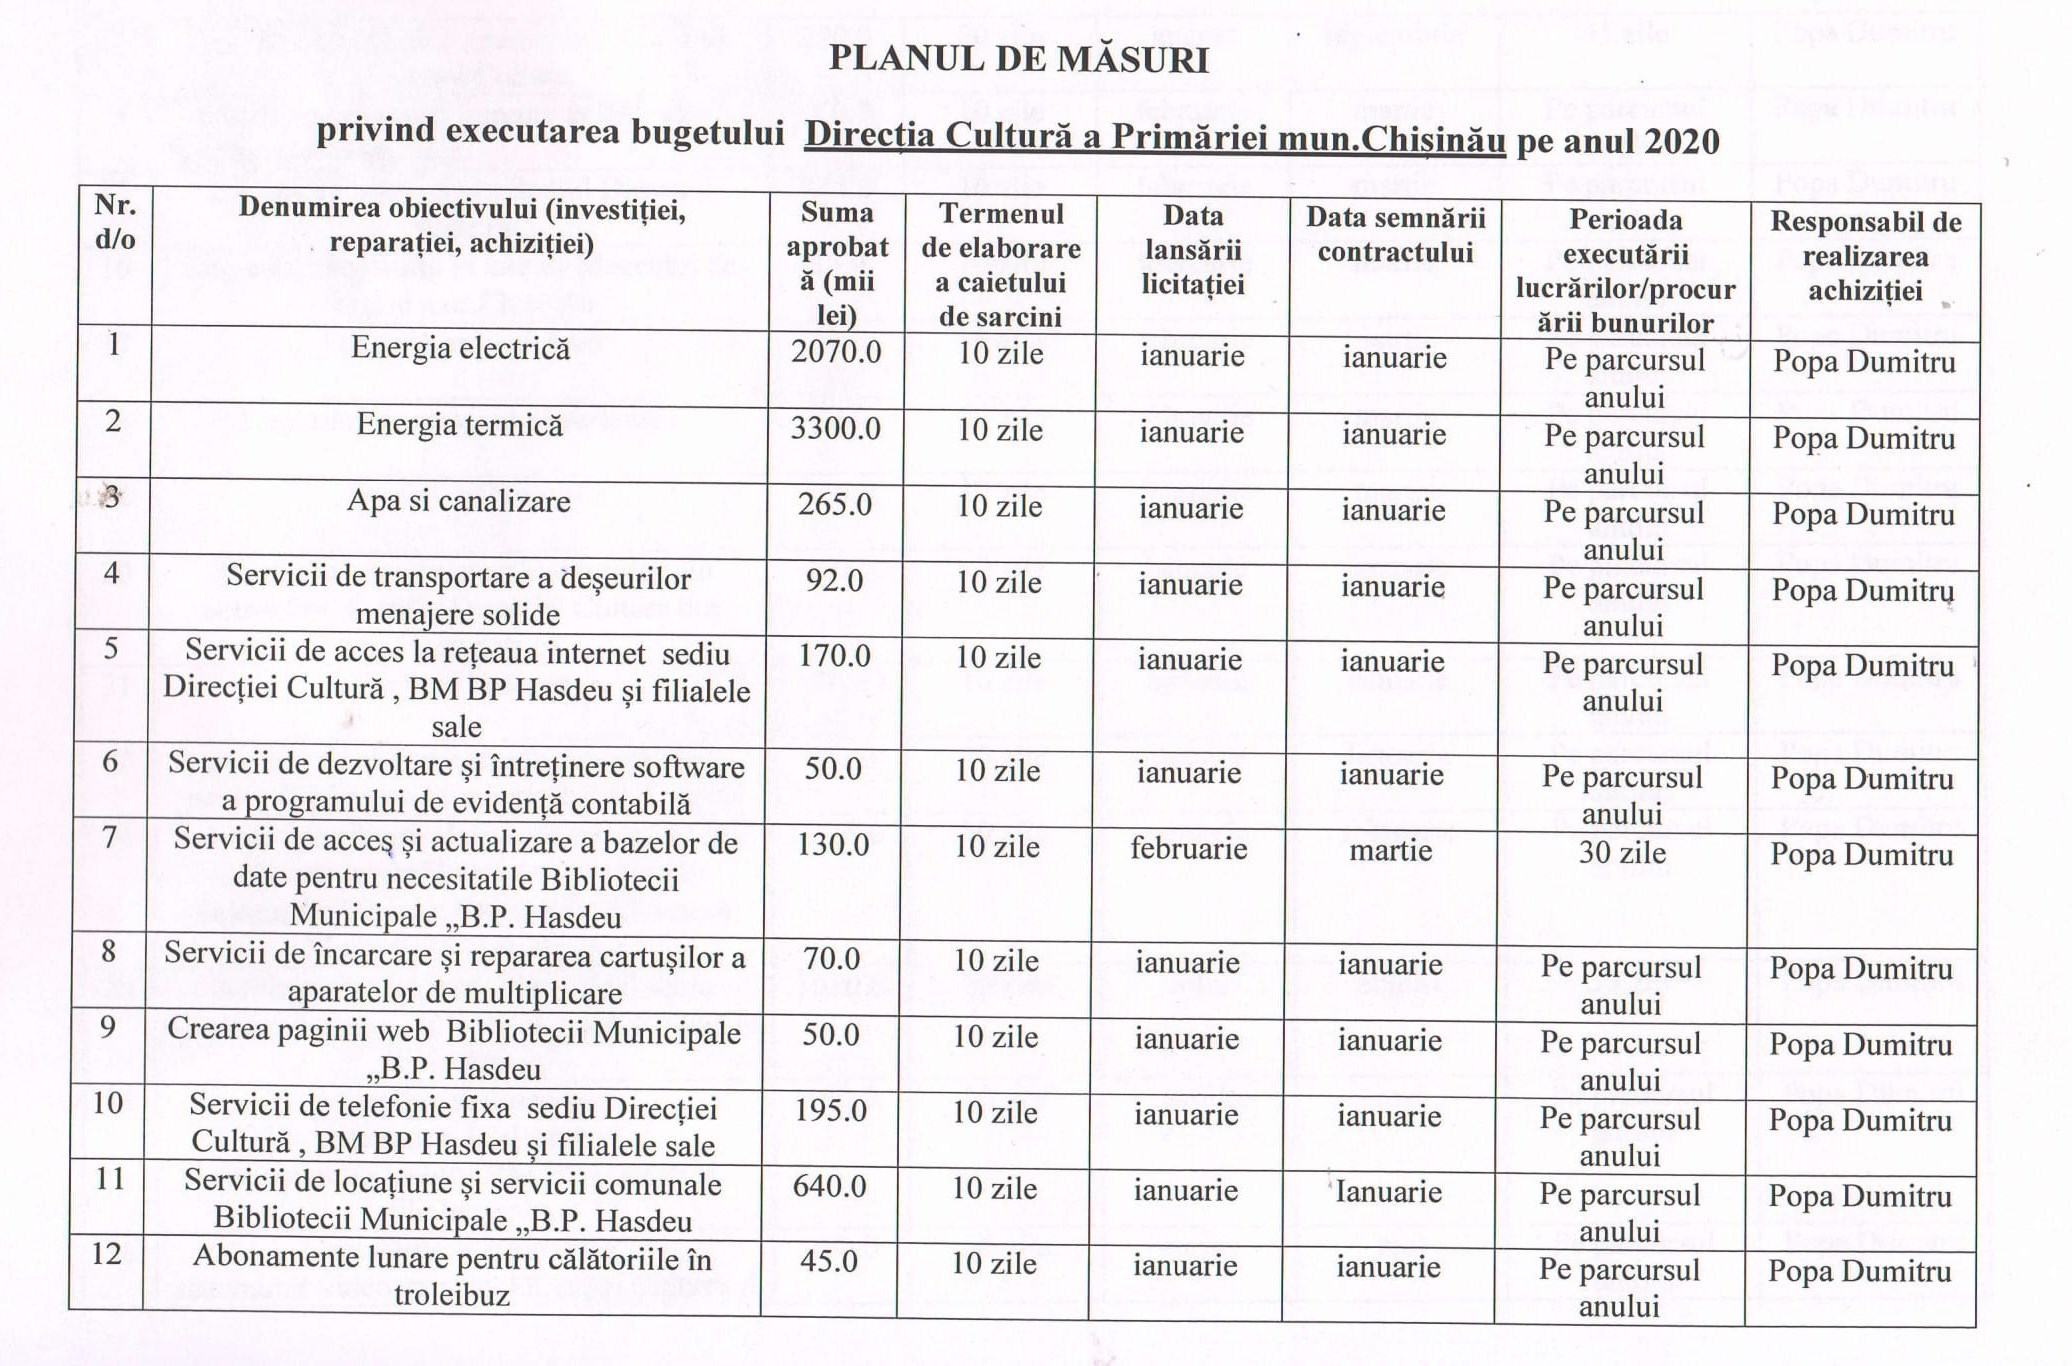 PLANUL DE MĂSURI
privind executarea bugetului Direcția Cultură a Primăriei mun.Chișinău pe anul 2020
Nr. d/o | Denumirea obiectivului (investiției, reparației, achiziției) | Suma aprobat ă (mii lei) | Termenul de elaborare a caietului de sarcini | Data lansării licitației | Data semnării contractului | Perioada executării lucrărilor/procur ării bunurilor | Responsabil de realizarea achiziției
1 | Energia electrică | 2070.0 | 10 zile | ianuarie | ianuarie | Pe parcursul anului | Popa Dumitru
2 | Energia termică | 3300.0 | 10 zile | ianuarie | ianuarie | Pe parcursul anului | Popa Dumitru
3 | Apa si canalizare | 265.0 | 10 zile | ianuarie | ianuarie | Pe parcursul anului | Popa Dumitru
4 | Servicii de transportare a deșeurilor menajere solide | 92.0 | 10 zile | ianuarie | ianuarie | Pe parcursul anului | Popa Dumitru
5 | Servicii de acces la rețeaua internet sediu Direcției Cultură , BM BP Hasdeu și filialele sale | 170.0 | 10 zile | ianuarie | ianuarie | Pe parcursul anului | Popa Dumitru
6 | Servicii de dezvoltare și întreținere software a programului de evidență contabilă | 50.0 | 10 zile | ianuarie | ianuarie | Pe parcursul anului | Popa Dumitru
7 | Servicii de acces și actualizare a bazelor de date pentru necesitatile Bibliotecii Municipale „B.P. Hasdeu | 130.0 | 10 zile | februarie | martie | 30 zile | Popa Dumitru
8 | Servicii de încarcare și repararea cartușilor a aparatelor de multiplicare | 70.0 | 10 zile | ianuarie | ianuarie | Pe parcursul anului | Popa Dumitru
9 | Crearea paginii web Bibliotecii Municipale „B.P. Hasdeu | 50.0 | 10 zile | ianuarie | ianuarie | Pe parcursul anului | Popa Dumitru
10 | Servicii de telefonie fixa sediu Direcției Cultură , BM BP Hasdeu și filialele sale | 195.0 | 10 zile | ianuarie | ianuarie | Pe parcursul anului | Popa Dumitru
11 | Servicii de locațiune și servicii comunale Bibliotecii Municipale „B.P. Hasdeu | 640.0 | 10 zile | ianuarie | Ianuarie | Pe parcursul anului | Popa Dumitru
12 | Abonamente lunare pentru călătoriile în troleibuz | 45.0 | 10 zile | ianuarie | ianuarie | Pe parcursul anului | Popa Dumitru